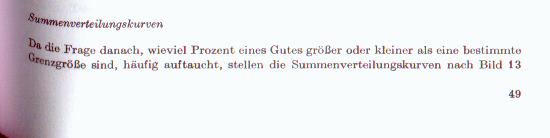 Summenverteilungskurven
Da die Frage danach, wieviel Prozent eines Gutes größer oder kleiner als eine bestimmte
Grenzgröße sind, häufig auftaucht, stellen die Summenverteilungskurven nach Bild 13
49